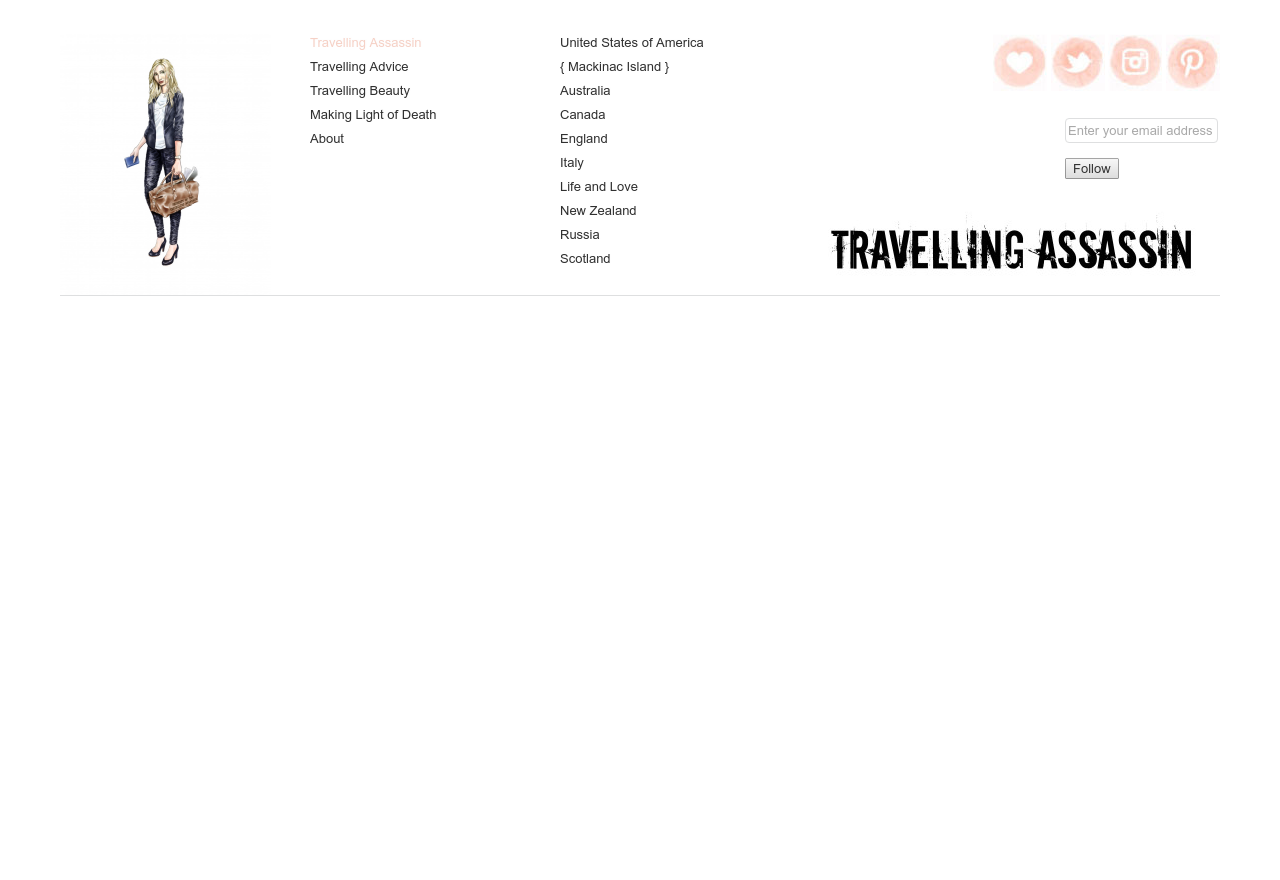 Travelling Assassin
Travelling Advice
Travelling Beauty
Making Light of Death
About
United States of America
{ Mackinac Island }
Australia
Canada
England
Italy
Life and Love
New Zealand
Russia
Scotland
Enter your email address
Follow
TRAVELLING ASSASSIN